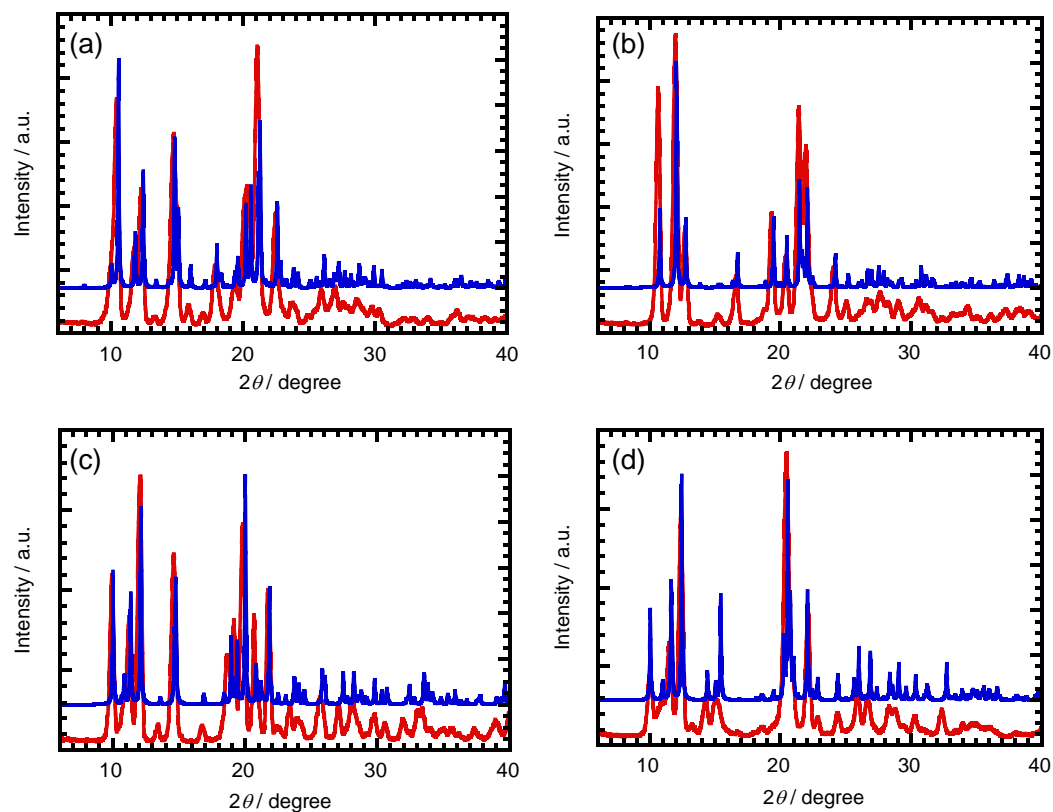 (a)
Intensity / a.u.
10
20
30
40
2θ / degree
(b)
Intensity / a.u.
10
20
30
40
2θ / degree
(c)
Intensity / a.u.
10
20
30
40
2θ / degree
(d)
Intensity / a.u.
10
20
30
40
2θ / degree